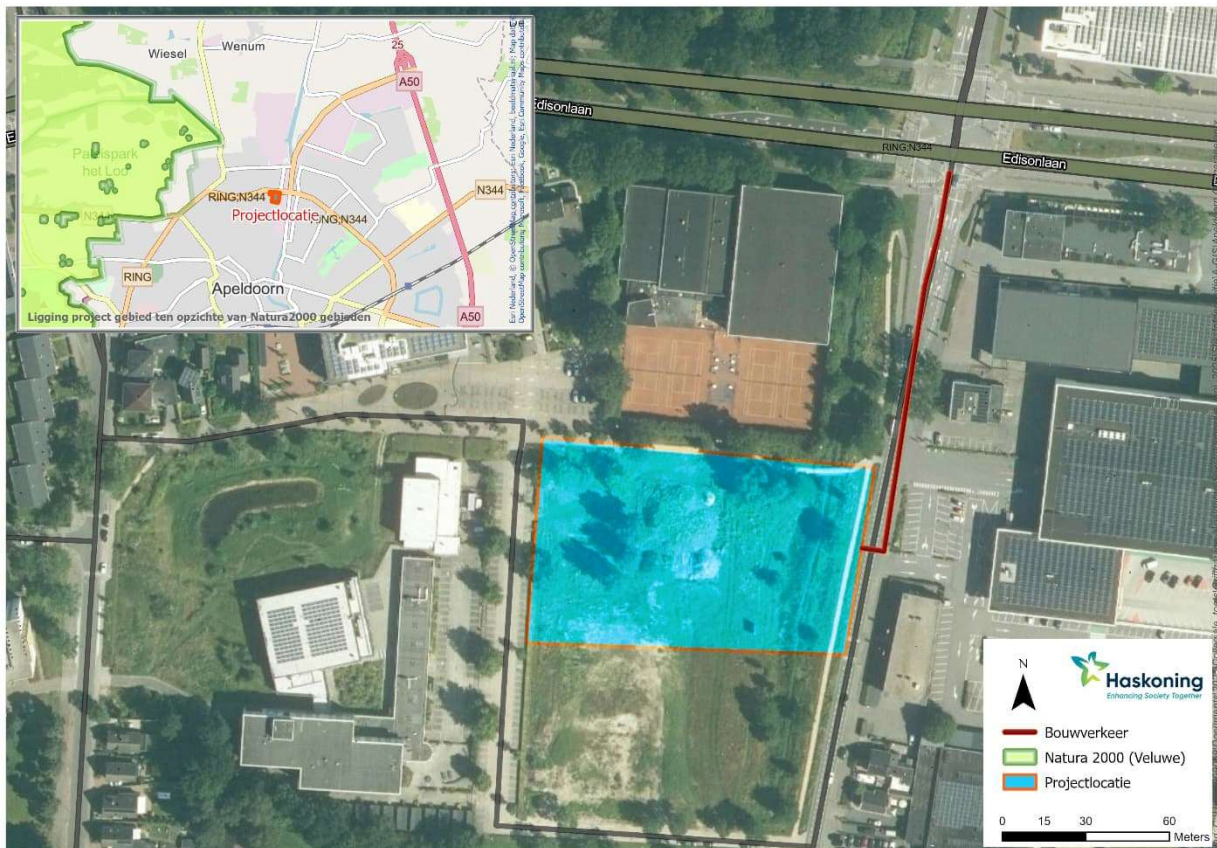 Wiesel
Wenum
25
A50
Paleispark
het Loo
N344
RING;N344
RING;N344
Projectlocatie
RING
Apeldoorn
A50
Ligging project gebied ten opzichte van Natura2000 gebieden
Edisonlaan
RING;N344
Edisonlaan
N
Haskoning
Enhancing Society Together
Bouwverkeer
Natura 2000 (Veluwe)
Projectlocatie
0 15 30 60
Meters